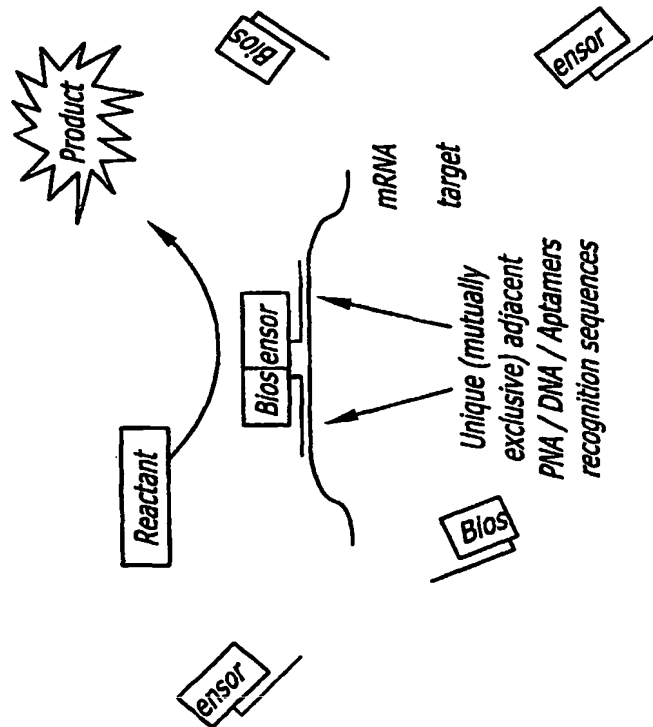 Product
Reactant
ensor
Bios
Bios ensor
mRNA
target
Bios
Unique (mutually
exclusive) adjacent
PNA / DNA / Aptamers
recognition sequences
ensor